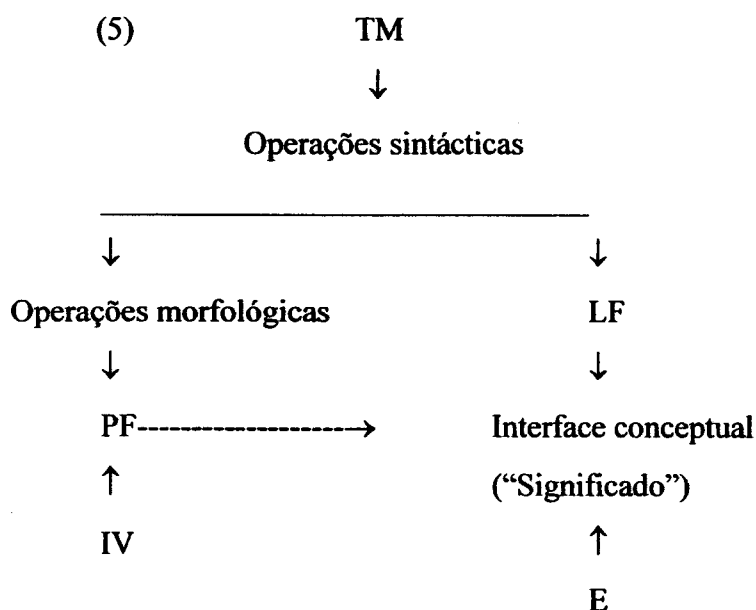 (5) TM
↓
Operações sintácticas
↓ ↓
Operações morfológicas LF
↓ ↓
PF----------------------→ Interface conceptual
↑ (“Significado”)
IV ↑
E